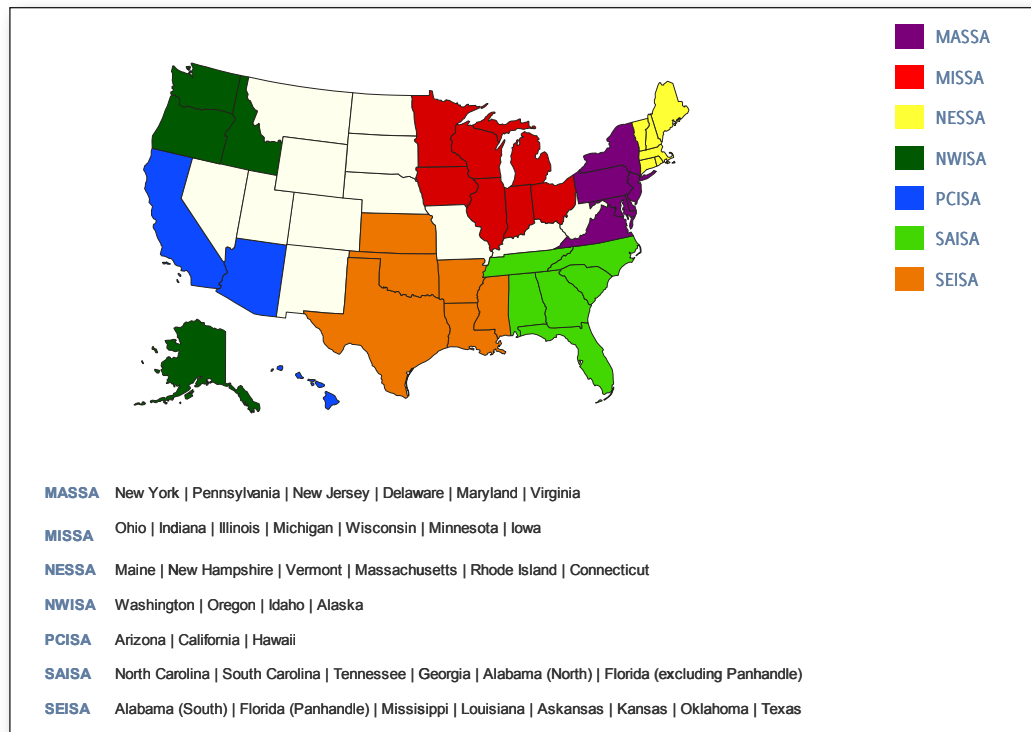 MASSA
MISSA
NESSA
NWISA
PCISA
SAISA
SEISA
MASSA New York | Pennsylvania | New Jersey | Delaware | Maryland | Virginia
MISSA Ohio | Indiana | Illinois | Michigan | Wisconsin | Minnesota | Iowa
NESSA Maine | New Hampshire | Vermont | Massachusetts | Rhode Island | Connecticut
NWISA Washington | Oregon | Idaho | Alaska
PCISA Arizona | California | Hawaii
SAISA North Carolina | South Carolina | Tennessee | Georgia | Alabama (North) | Florida (excluding Panhandle)
SEISA Alabama (South) | Florida (Panhandle) | Missisippi | Louisiana | Askansas | Kansas | Oklahoma | Texas